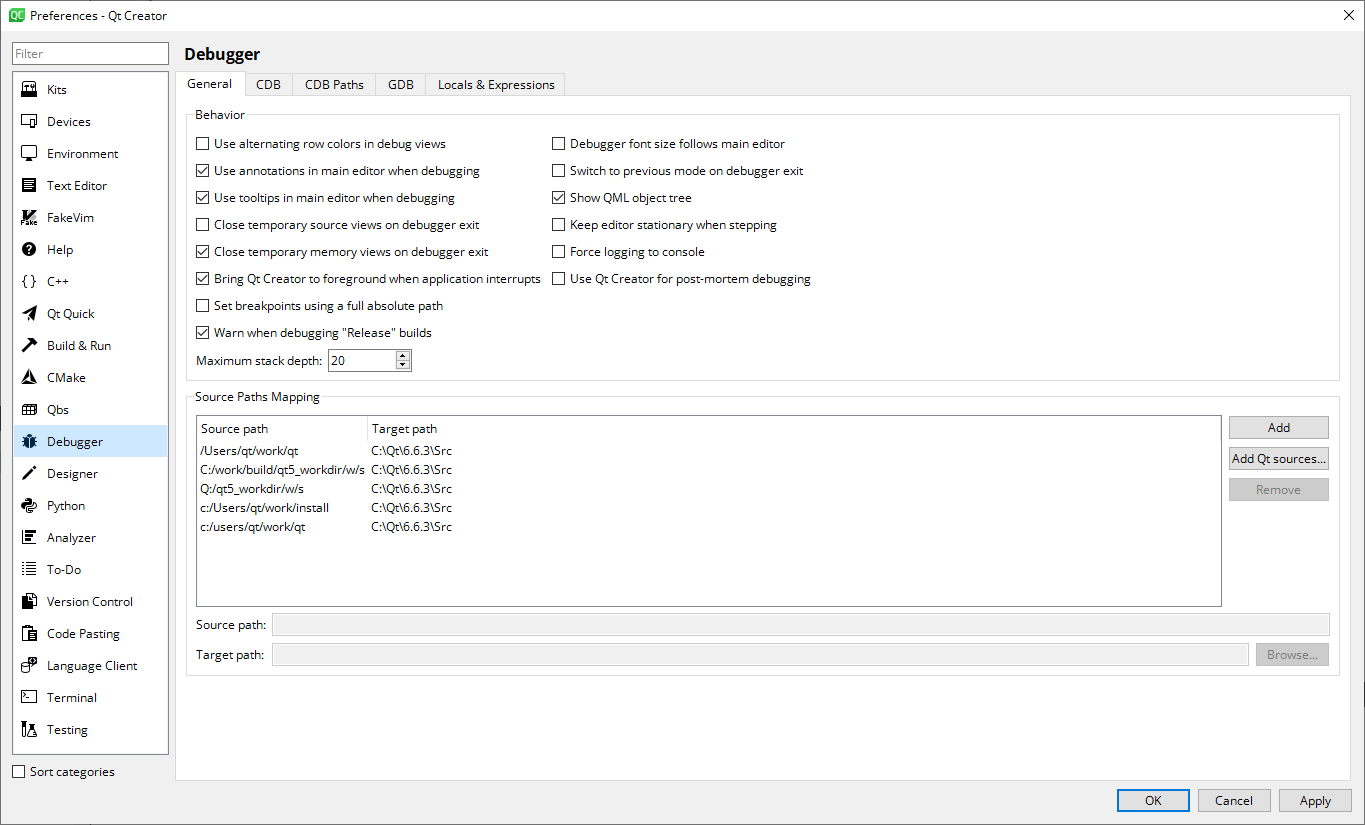 QC Preferences - Qt Creator
Filter
Kits
Devices
Environment
Text Editor
FakeVim
Help
{} C++
Qt Quick
Build & Run
CMake
Qbs
Debugger
Designer
Python
Analyzer
To-Do
Version Control
Code Pasting
Language Client
Terminal
Testing
Sort categories
Debugger
General CDB CDB Paths GDB Locals & Expressions
Behavior
Use alternating row colors in debug views
Use annotations in main editor when debugging
Use tooltips in main editor when debugging
Close temporary source views on debugger exit
Close temporary memory views on debugger exit
Bring Qt Creator to foreground when application interrupts
Set breakpoints using a full absolute path
Warn when debugging "Release" builds
Debugger font size follows main editor
Switch to previous mode on debugger exit
Show QML object tree
Keep editor stationary when stepping
Force logging to console
Use Qt Creator for post-mortem debugging
Maximum stack depth: 20
Source Paths Mapping
Source path Target path
/Users/qt/work/qt C:\Qt\6.6.3\Src
C:/work/build/qt5_workdir/w/s C:\Qt\6.6.3\Src
Q:/qt5_workdir/w/s C:\Qt\6.6.3\Src
c:/Users/qt/work/install C:\Qt\6.6.3\Src
c:/users/qt/work/qt C:\Qt\6.6.3\Src
Add
Add Qt sources...
Remove
Source path:
Target path:
Browse...
OK Cancel Apply